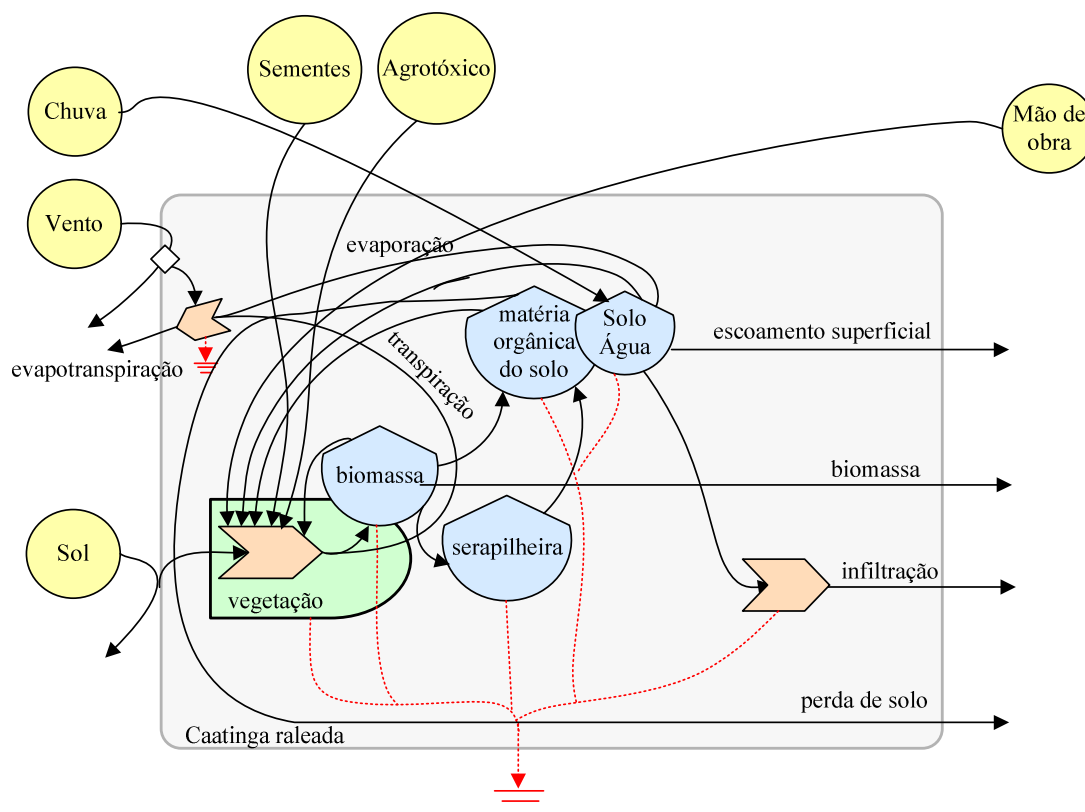 Sementes
Agrotóxico
Chuva
Mão de
obra
Vento
evaporação
matéria
orgânica
do solo
Solo
Água
escoamento superficial
evapotranspiração
transpiração
biomassa
biomassa
Sol
serapilheira
infiltração
vegetação
perda de solo
Caatinga raleada